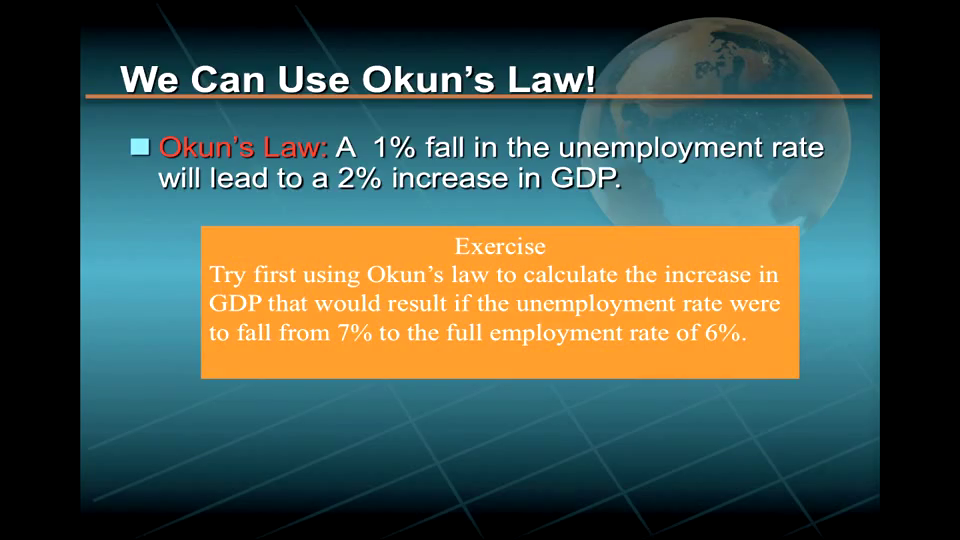 We Can Use Okun's Law!
Okun's Law: A 1% fall in the unemployment rate
will lead to a 2% increase in GDP.
Exercise
Try first using Okun's law to calculate the increase in
GDP that would result if the unemployment rate were
to fall from 7% to the full employment rate of 6%.